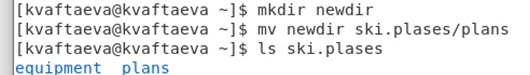 [kvaftaeva@kvaftaeva ~]$ mkdir newdir
[kvaftaeva@kvaftaeva ~]$ mv newdir ski.plases/plans
[kvaftaeva@kvaftaeva ~]$ ls ski.plases
equipment  plans